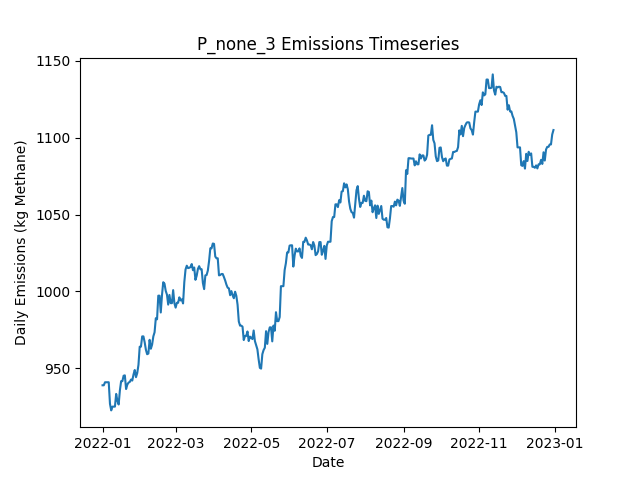 P_none_3 Emissions Timeseries
1150
1100
1050
1000
950
Daily Emissions (kg Methane)
2022-01 2022-03 2022-05 2022-07 2022-09 2022-11 2023-01
Date